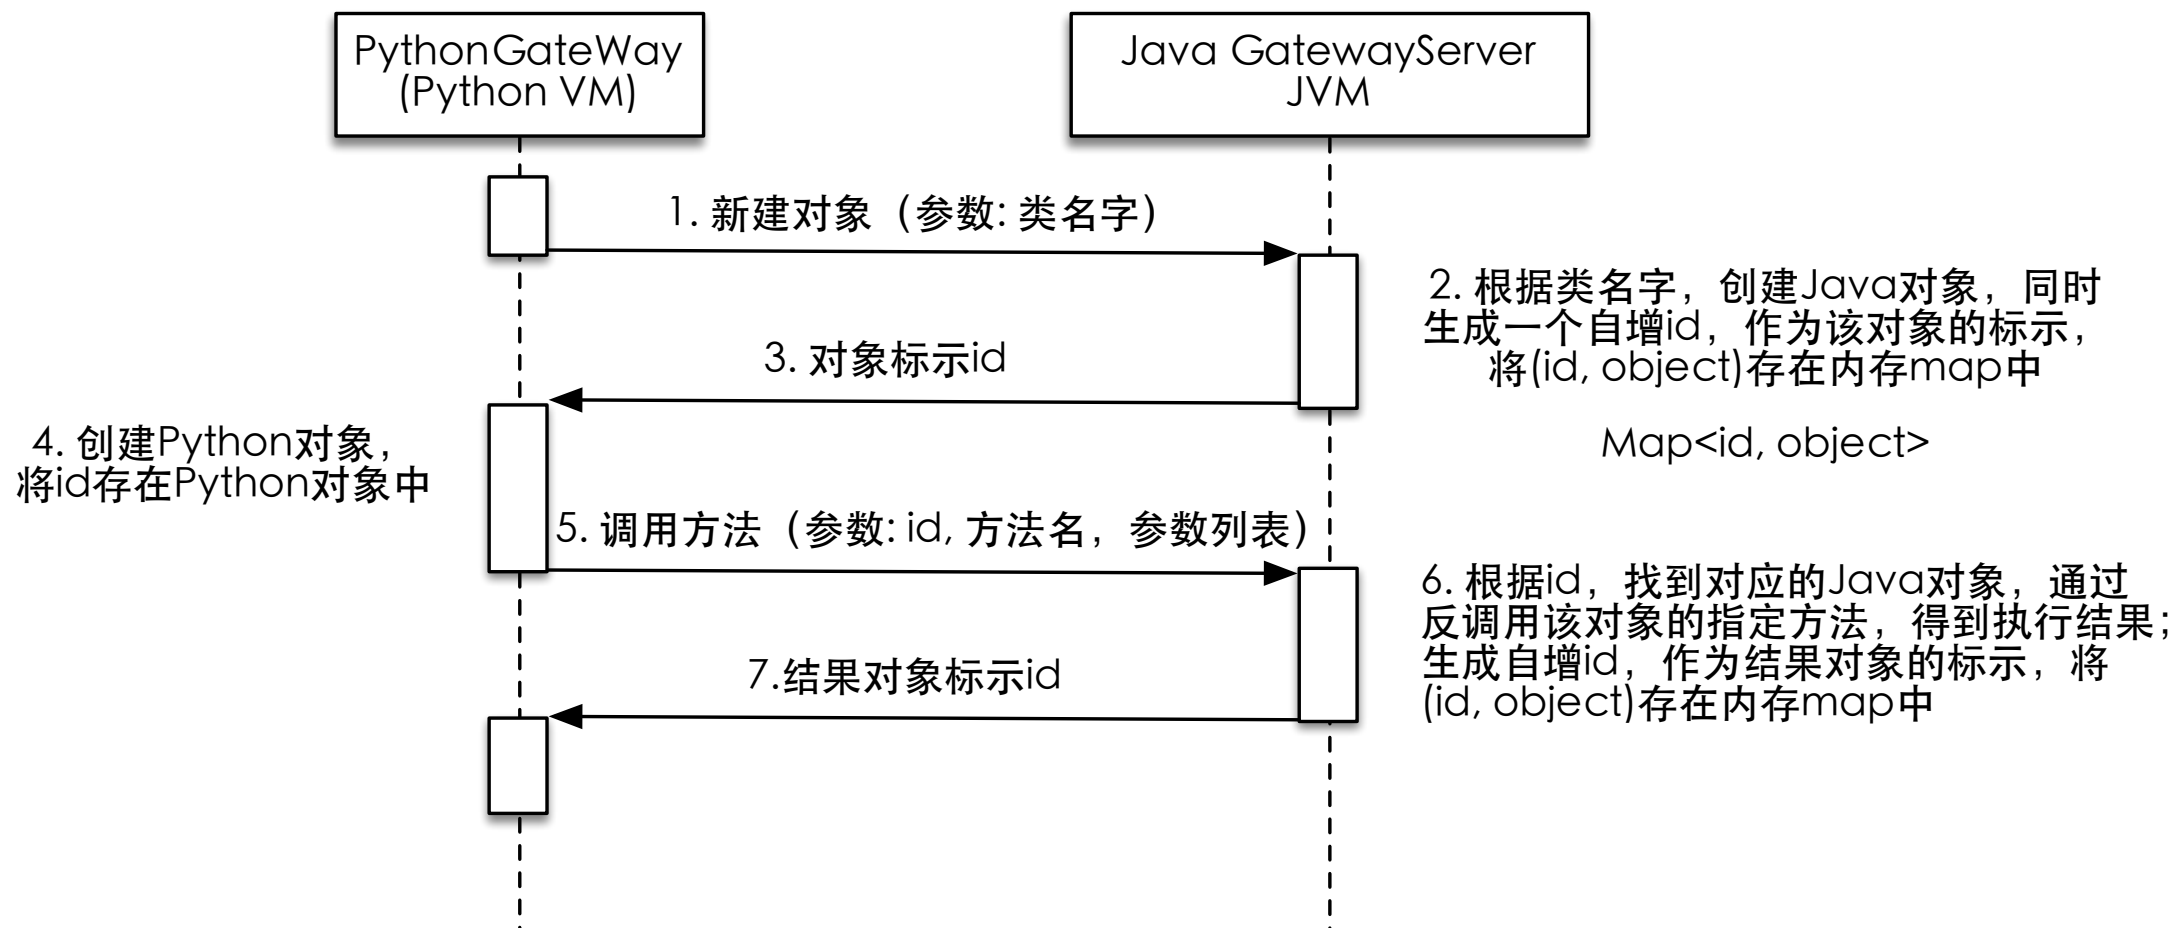 PythonGateWay
(Python VM)
Java GatewayServer
JVM
1. 新建对象（参数: 类名字）
2. 根据类名字，创建Java对象，同时
生成一个自增id，作为该对象的标示，
将(id, object)存在内存map中
3. 对象标示id
Map<id, object>
4. 创建Python对象，
将id存在Python对象中
5. 调用方法（参数: id, 方法名，参数列表）
6. 根据id，找到对应的Java对象，通过
反调用该对象的指定方法，得到执行结果；
生成自增id，作为结果对象的标示，将
(id, object)存在内存map中
7.结果对象标示id